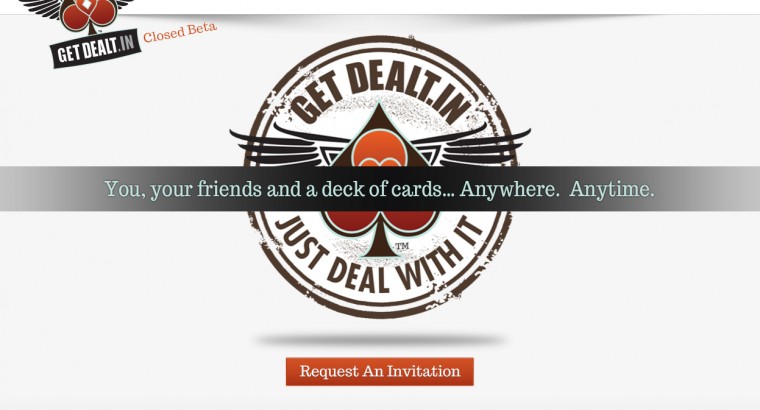 GET DEALT.IN
Closed Beta
GET DEALT.IN
You, your friends and a deck of cards... Anywhere.  Anytime.
JUST DEAL WITH IT
TM
Request An Invitation